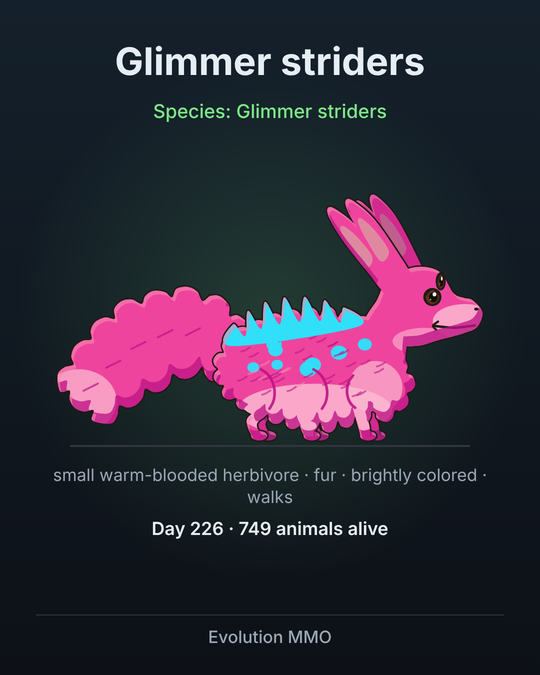 Glimmer striders
Species: Glimmer striders
small warm-blooded herbivore · fur · brightly colored ·
walks
Day 226 · 749 animals alive
Evolution MMO